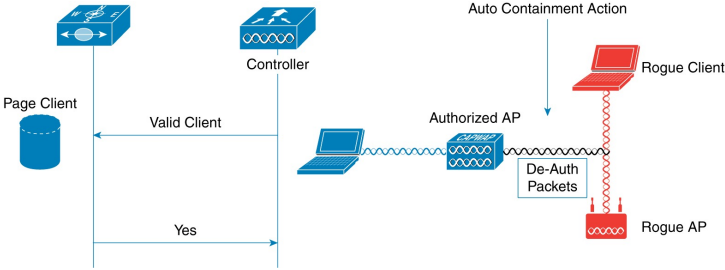 Auto Containment Action
W E
Controller
Rogue Client
Page Client
Valid Client
Authorized AP
CAPWAP
De-Auth
Packets
Yes
Rogue AP